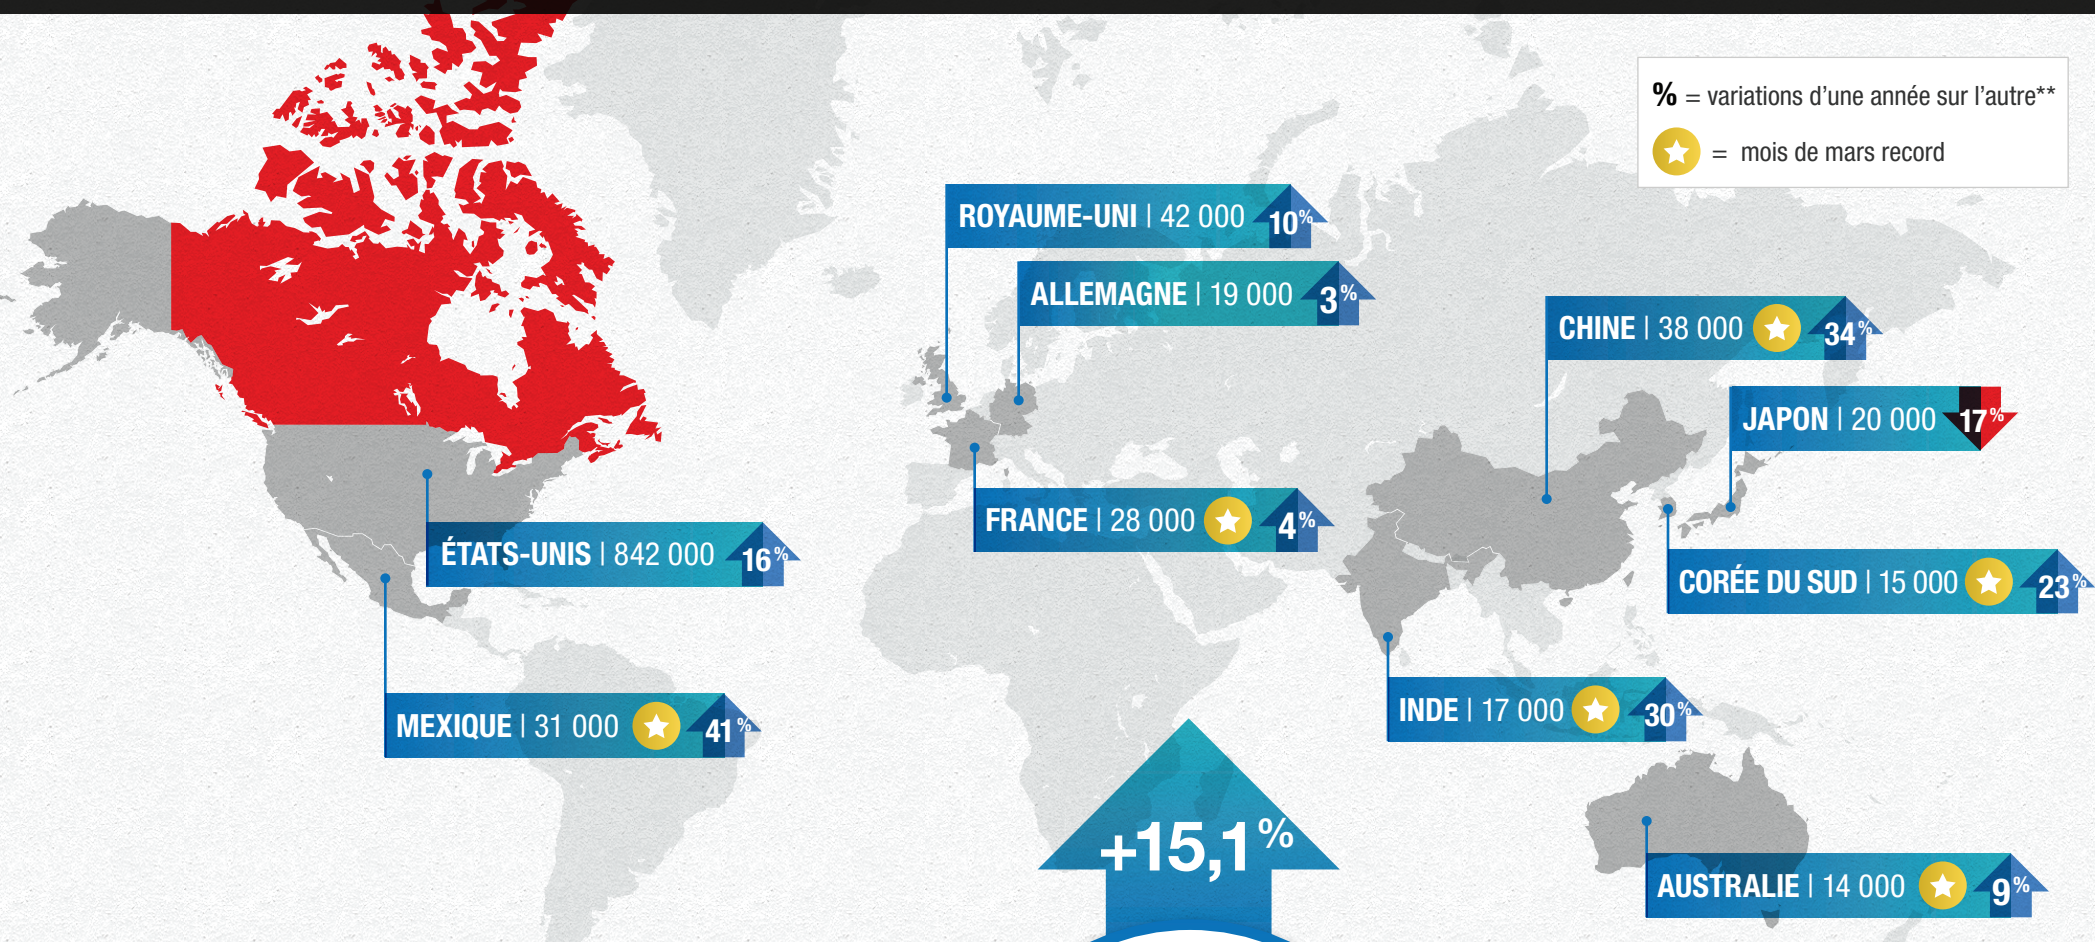 % = variations d’une année sur l’autre**
= mois de mars record
ROYAUME-UNI | 42 000 10%
ALLEMAGNE | 19 000 3%
CHINE | 38 000 34%
JAPON | 20 000 17%
FRANCE | 28 000 4%
ÉTATS-UNIS | 842 000 16%
CORÉE DU SUD | 15 000 23%
MEXIQUE | 31 000 41%
INDE | 17 000 30%
+15,1%
AUSTRALIE | 14 000 9%